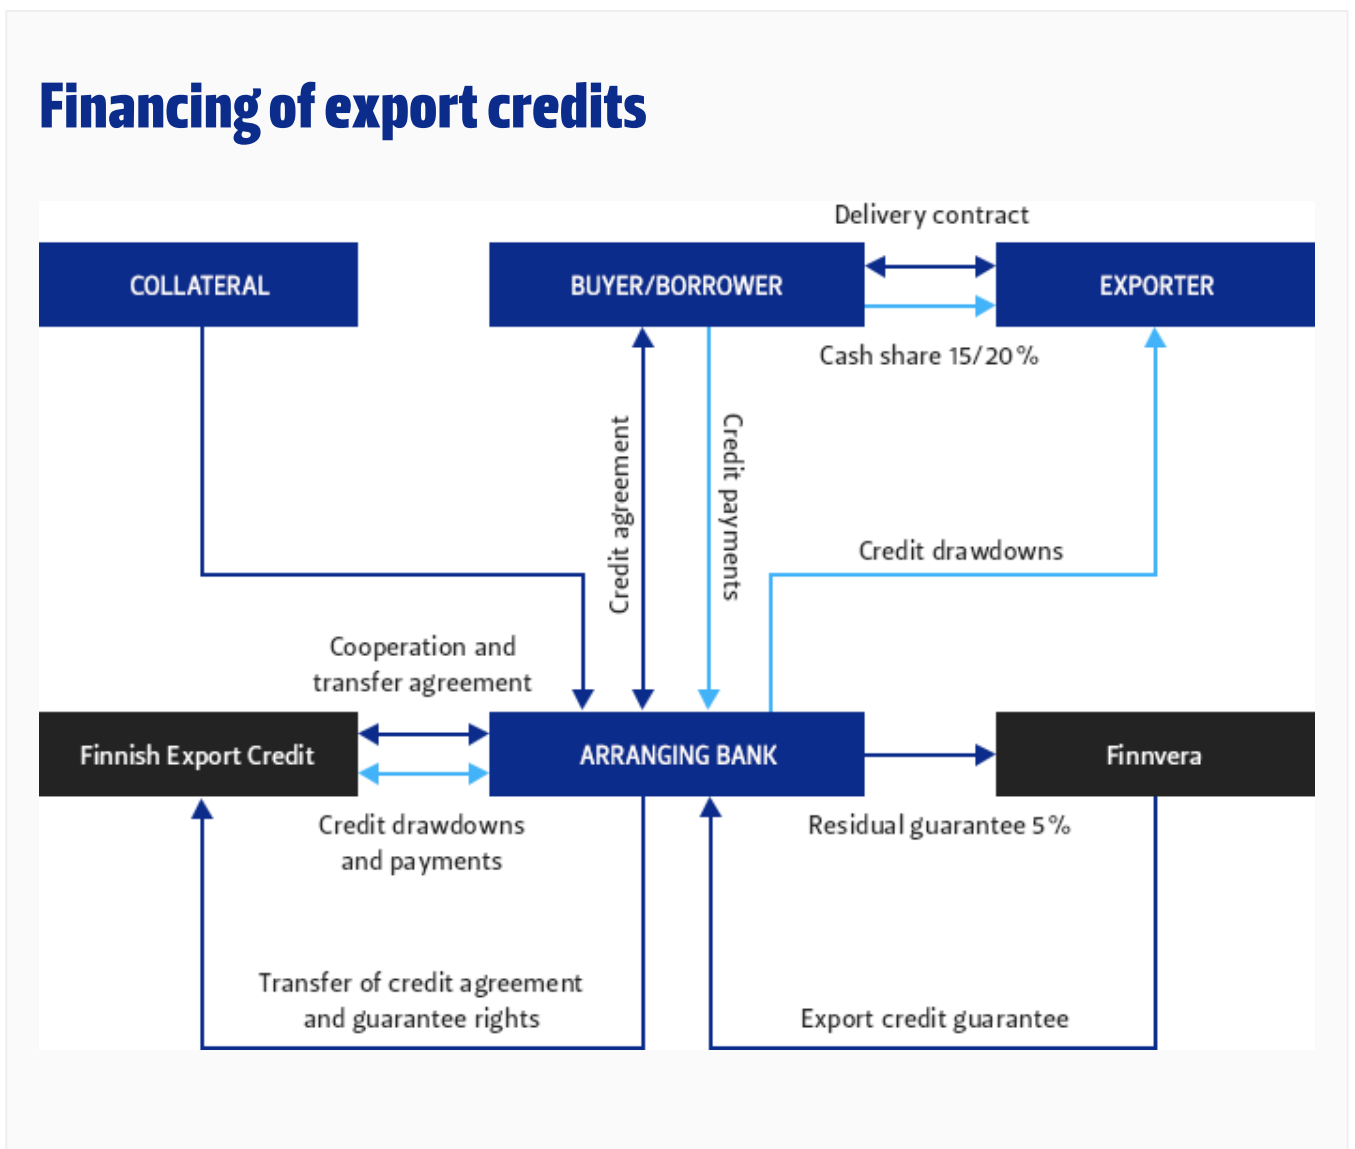 Financing of export credits
Delivery contract
COLLATERAL
BUYER/BORROWER
EXPORTER
Cash share 15/20 %
Credit agreement
Credit payments
Credit drawdowns
Cooperation and
transfer agreement
Finnish Export Credit
ARRANGING BANK
Finnvera
Credit drawdowns
and payments
Residual guarantee 5 %
Transfer of credit agreement
and guarantee rights
Export credit guarantee